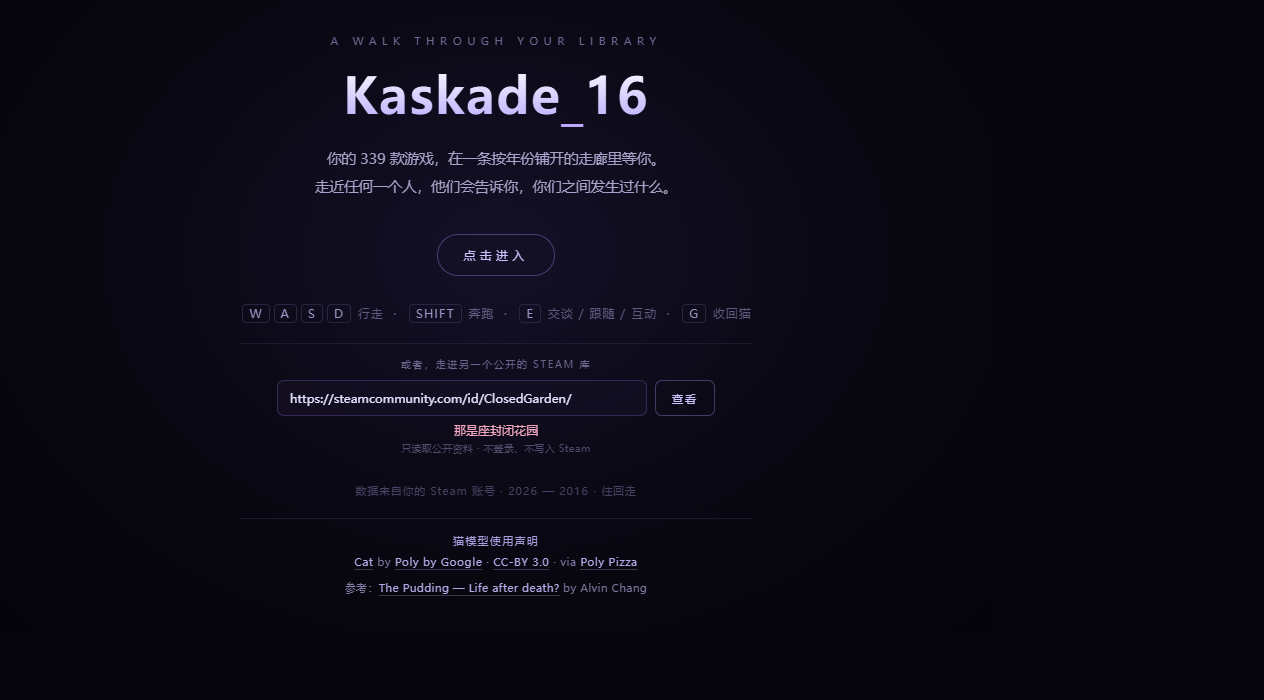 A WALK THROUGH YOUR LIBRARY
Kaskade_16
你的 339 款游戏，在一条按年份铺开的走廊里等你。
走近任何一个人，他们会告诉你，你们之间发生过什么。
点击进入
W A S D 行走 · SHIFT 奔跑 · E 交谈 / 跟随 / 互动 · G 收回猫
或者，走进另一个公开的 STEAM 库
https://steamcommunity.com/id/ClosedGarden/ 查看
那是座封闭花园
只读取公开资料 · 不登录、不写入 Steam
数据来自你的 Steam 账号 · 2026 — 2016 · 往回走
猫模型使用声明
Cat by Poly by Google · CC-BY 3.0 · via Poly Pizza
参考：The Pudding — Life after death? by Alvin Chang